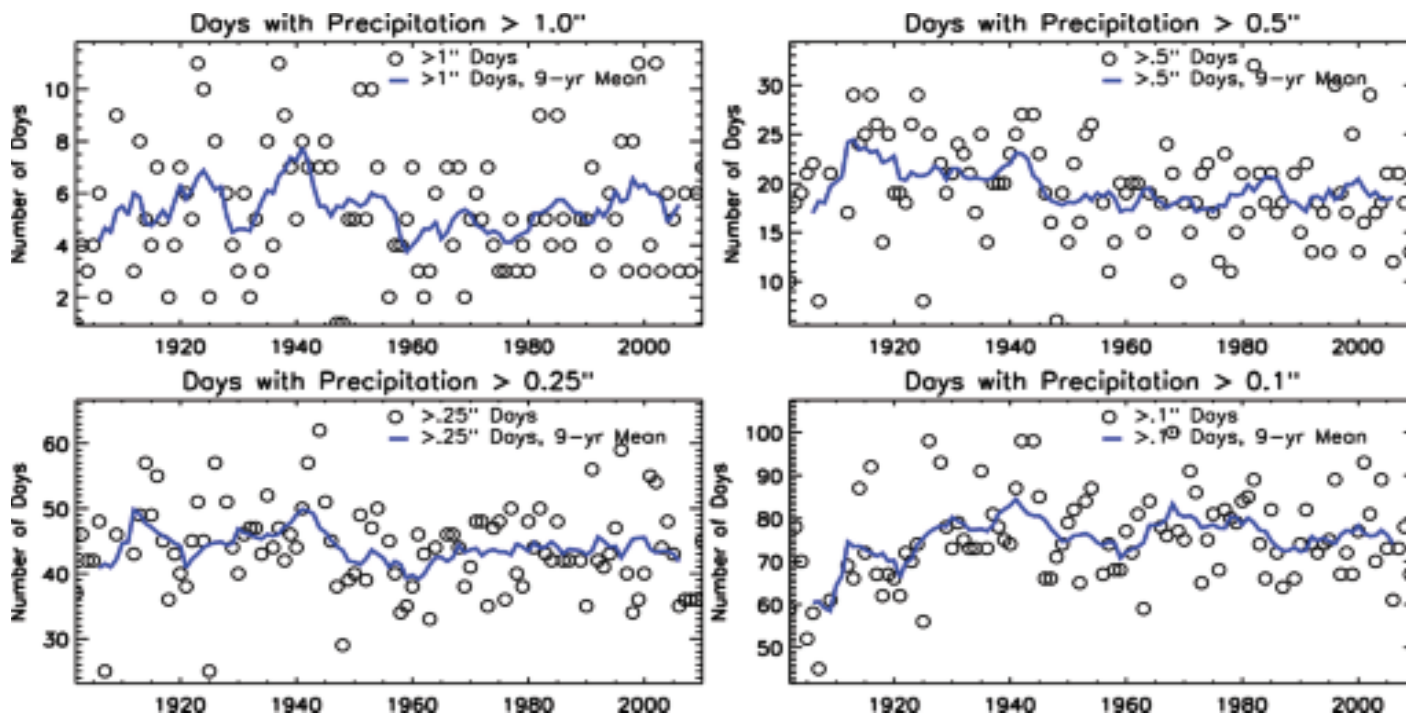 Days with Precipitation > 1.0"
>1" Days
>1" Days, 9-yr Mean
Number of Days
10
8
6
4
2
1920 1940 1960 1980 2000
Days with Precipitation > 0.5"
>.5" Days
>.5" Days, 9-yr Mean
Number of Days
30
25
20
15
10
1920 1940 1960 1980 2000
Days with Precipitation > 0.25"
>.25" Days
>.25" Days, 9-yr Mean
Number of Days
60
50
40
30
1920 1940 1960 1980 2000
Days with Precipitation > 0.1"
>.1" Days
>.1" Days, 9-yr Mean
Number of Days
100
90
80
70
60
50
1920 1940 1960 1980 2000